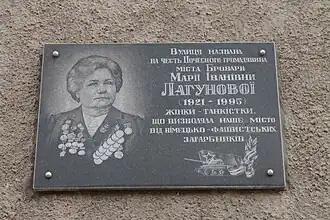 Вулиця названа
на честь Почесного громадянина
міста Бровари
Марії Іванівни
Лагунової
(1921 - 1995)
жінки - танкістки,
що визволяла наше місто
від німецько - фашистських
загарбників